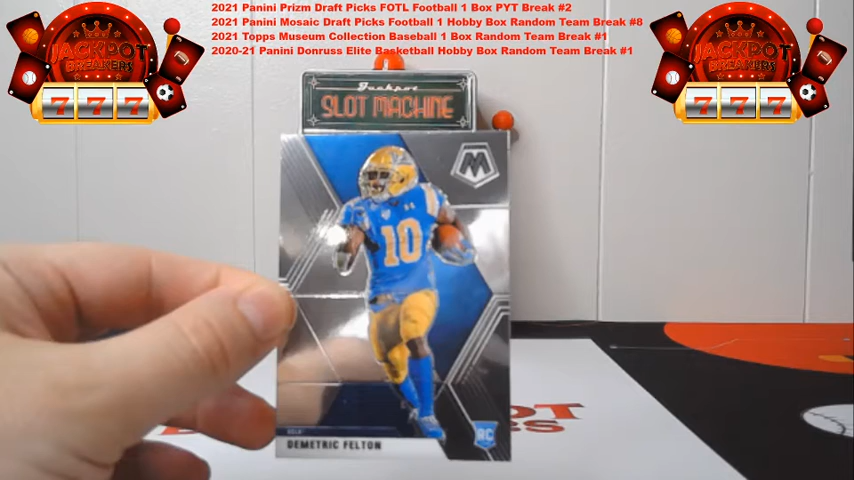 2021 Panini Prizm Draft Picks FOTL Football 1 Box PYT Break #2
2021 Panini Mosaic Draft Picks Football 1 Hobby Box Random Team Break #8
2021 Topps Museum Collection Baseball 1 Box Random Team Break #1
2020-21 Panini Donruss Elite Basketball Hobby Box Random Team Break #1
JACKPOT
BREAKERS
777
JACKPOT
BREAKERS
777
Jackpot
SLOT MACHINE
M
10
DEMETRIC FELTON
RC